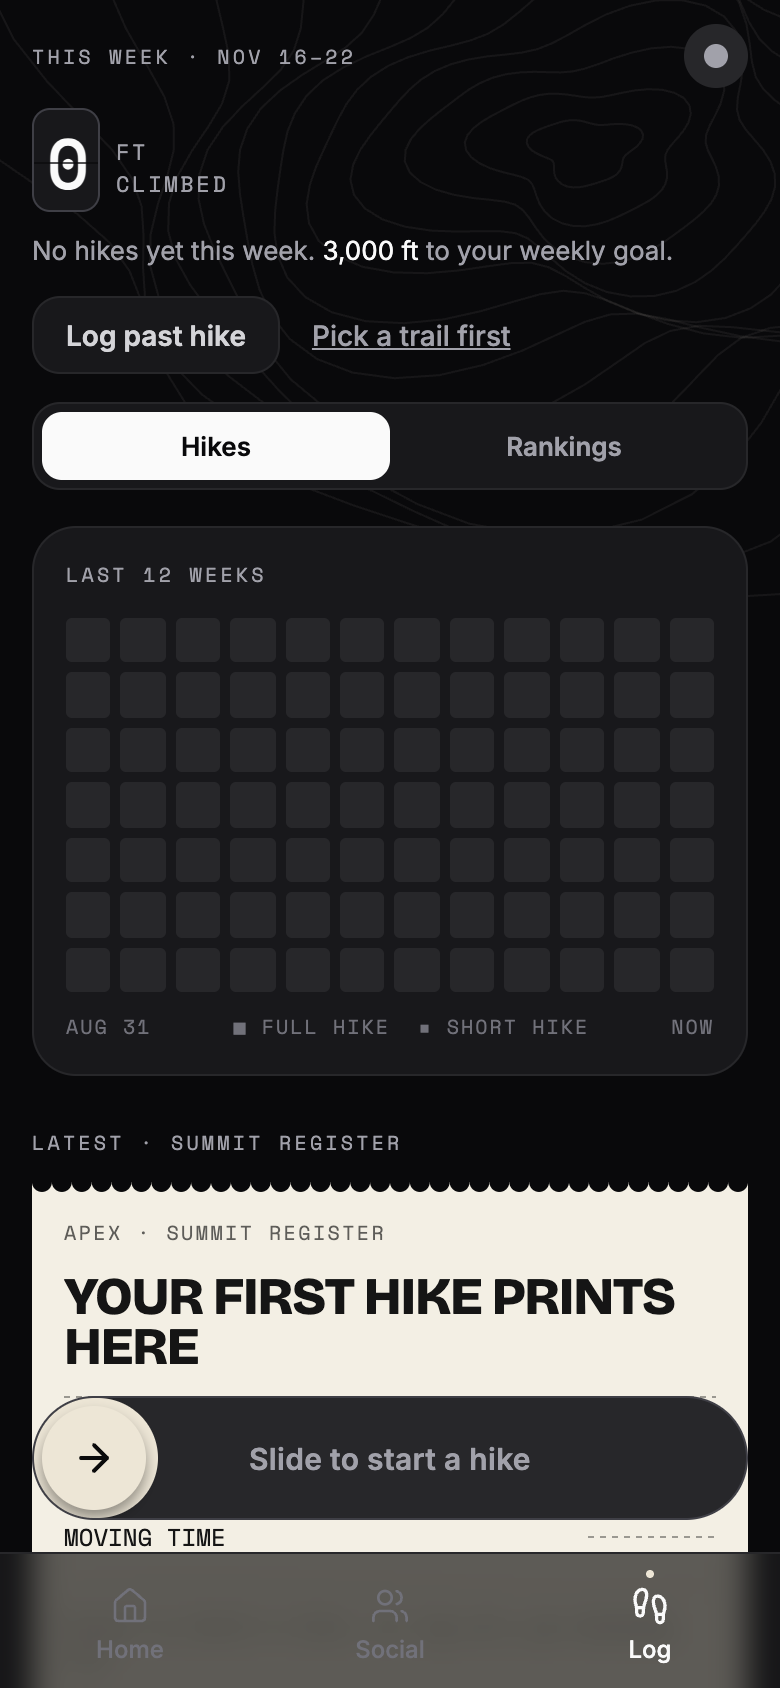 THIS WEEK · NOV 16–22
0
FT
CLIMBED
No hikes yet this week. 3,000 ft to your weekly goal.
Log past hike
Pick a trail first
Hikes
Rankings
LAST 12 WEEKS
AUG 31
FULL HIKE
SHORT HIKE
NOW
LATEST · SUMMIT REGISTER
APEX · SUMMIT REGISTER
YOUR FIRST HIKE PRINTS
HERE
Slide to start a hike
MOVING TIME
Home
Social
Log